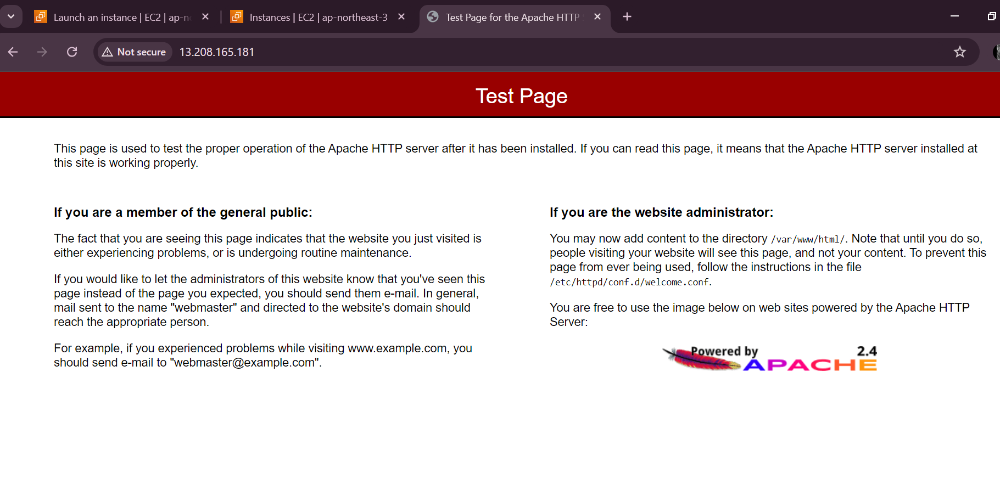 Launch an instance | EC2 | ap-n
Instances | EC2 | ap-northeast-3
Test Page for the Apache HTTP
Not secure
13.208.165.181
Test Page
This page is used to test the proper operation of the Apache HTTP server after it has been installed. If you can read this page, it means that the Apache HTTP server installed at
this site is working properly.
If you are a member of the general public:
The fact that you are seeing this page indicates that the website you just visited is
either experiencing problems, or is undergoing routine maintenance.
If you would like to let the administrators of this website know that you've seen this
page instead of the page you expected, you should send them e-mail. In general,
mail sent to the name "webmaster" and directed to the website's domain should
reach the appropriate person.
For example, if you experienced problems while visiting www.example.com, you
should send e-mail to "webmaster@example.com".
If you are the website administrator:
You may now add content to the directory /var/www/html/. Note that until you do so,
people visiting your website will see this page, and not your content. To prevent this
page from ever being used, follow the instructions in the file
/etc/httpd/conf.d/welcome.conf.
You are free to use the image below on web sites powered by the Apache HTTP
Server:
Powered by 2.4
APACHE